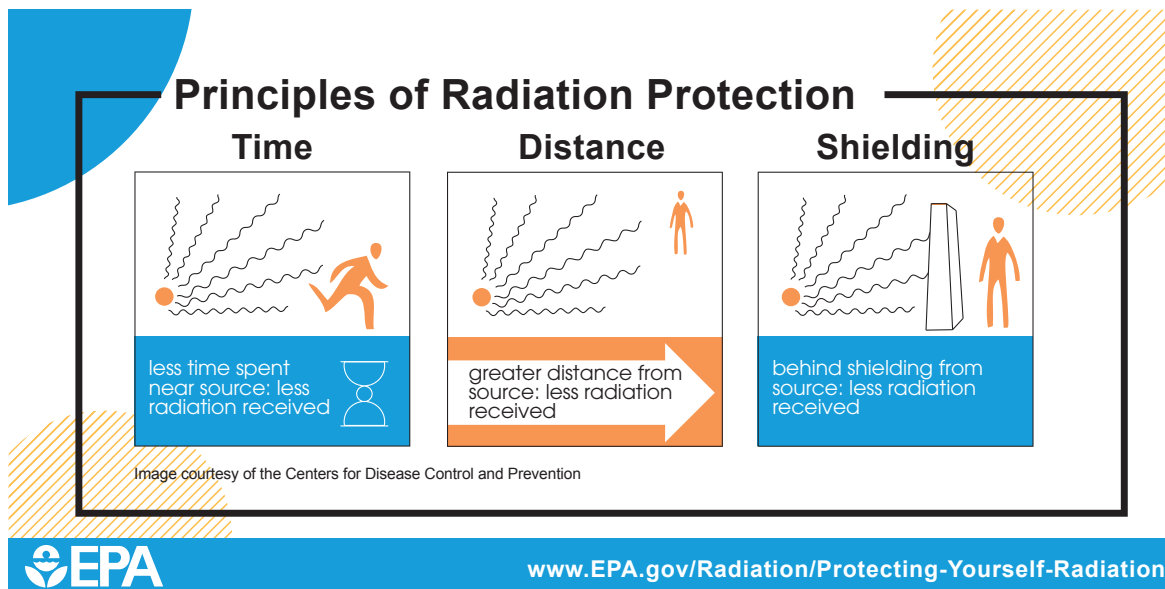 Principles of Radiation Protection
Time
less time spent
near source: less
radiation received
Distance
greater distance from
source: less radiation
received
Shielding
behind shielding from
source: less radiation
received
Image courtesy of the Centers for Disease Control and Prevention
EPA
www.EPA.gov/Radiation/Protecting-Yourself-Radiation